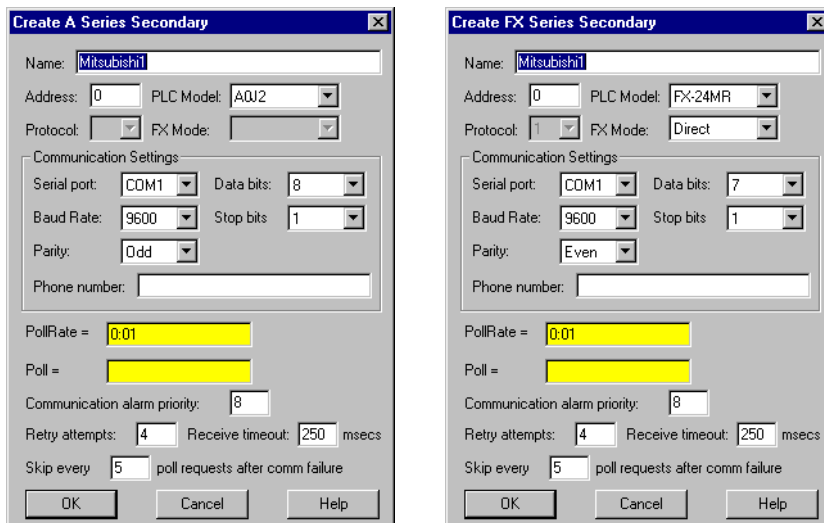 Create A Series Secondary
Name: Mitsubishi1
Address: 0 PLC Model: A0J2
Protocol: FX Mode:
Communication Settings
Serial port: COM1 Data bits: 8
Baud Rate: 9600 Stop bits 1
Parity: Odd
Phone number:
PollRate = 0:01
Poll =
Communication alarm priority: 8
Retry attempts: 4 Receive timeout: 250 msecs
Skip every 5 poll requests after comm failure
OK Cancel Help
Create FX Series Secondary
Name: Mitsubishi1
Address: 0 PLC Model: FX-24MR
Protocol: 1 FX Mode: Direct
Communication Settings
Serial port: COM1 Data bits: 7
Baud Rate: 9600 Stop bits 1
Parity: Even
Phone number:
PollRate = 0:01
Poll =
Communication alarm priority: 8
Retry attempts: 4 Receive timeout: 250 msecs
Skip every 5 poll requests after comm failure
OK Cancel Help